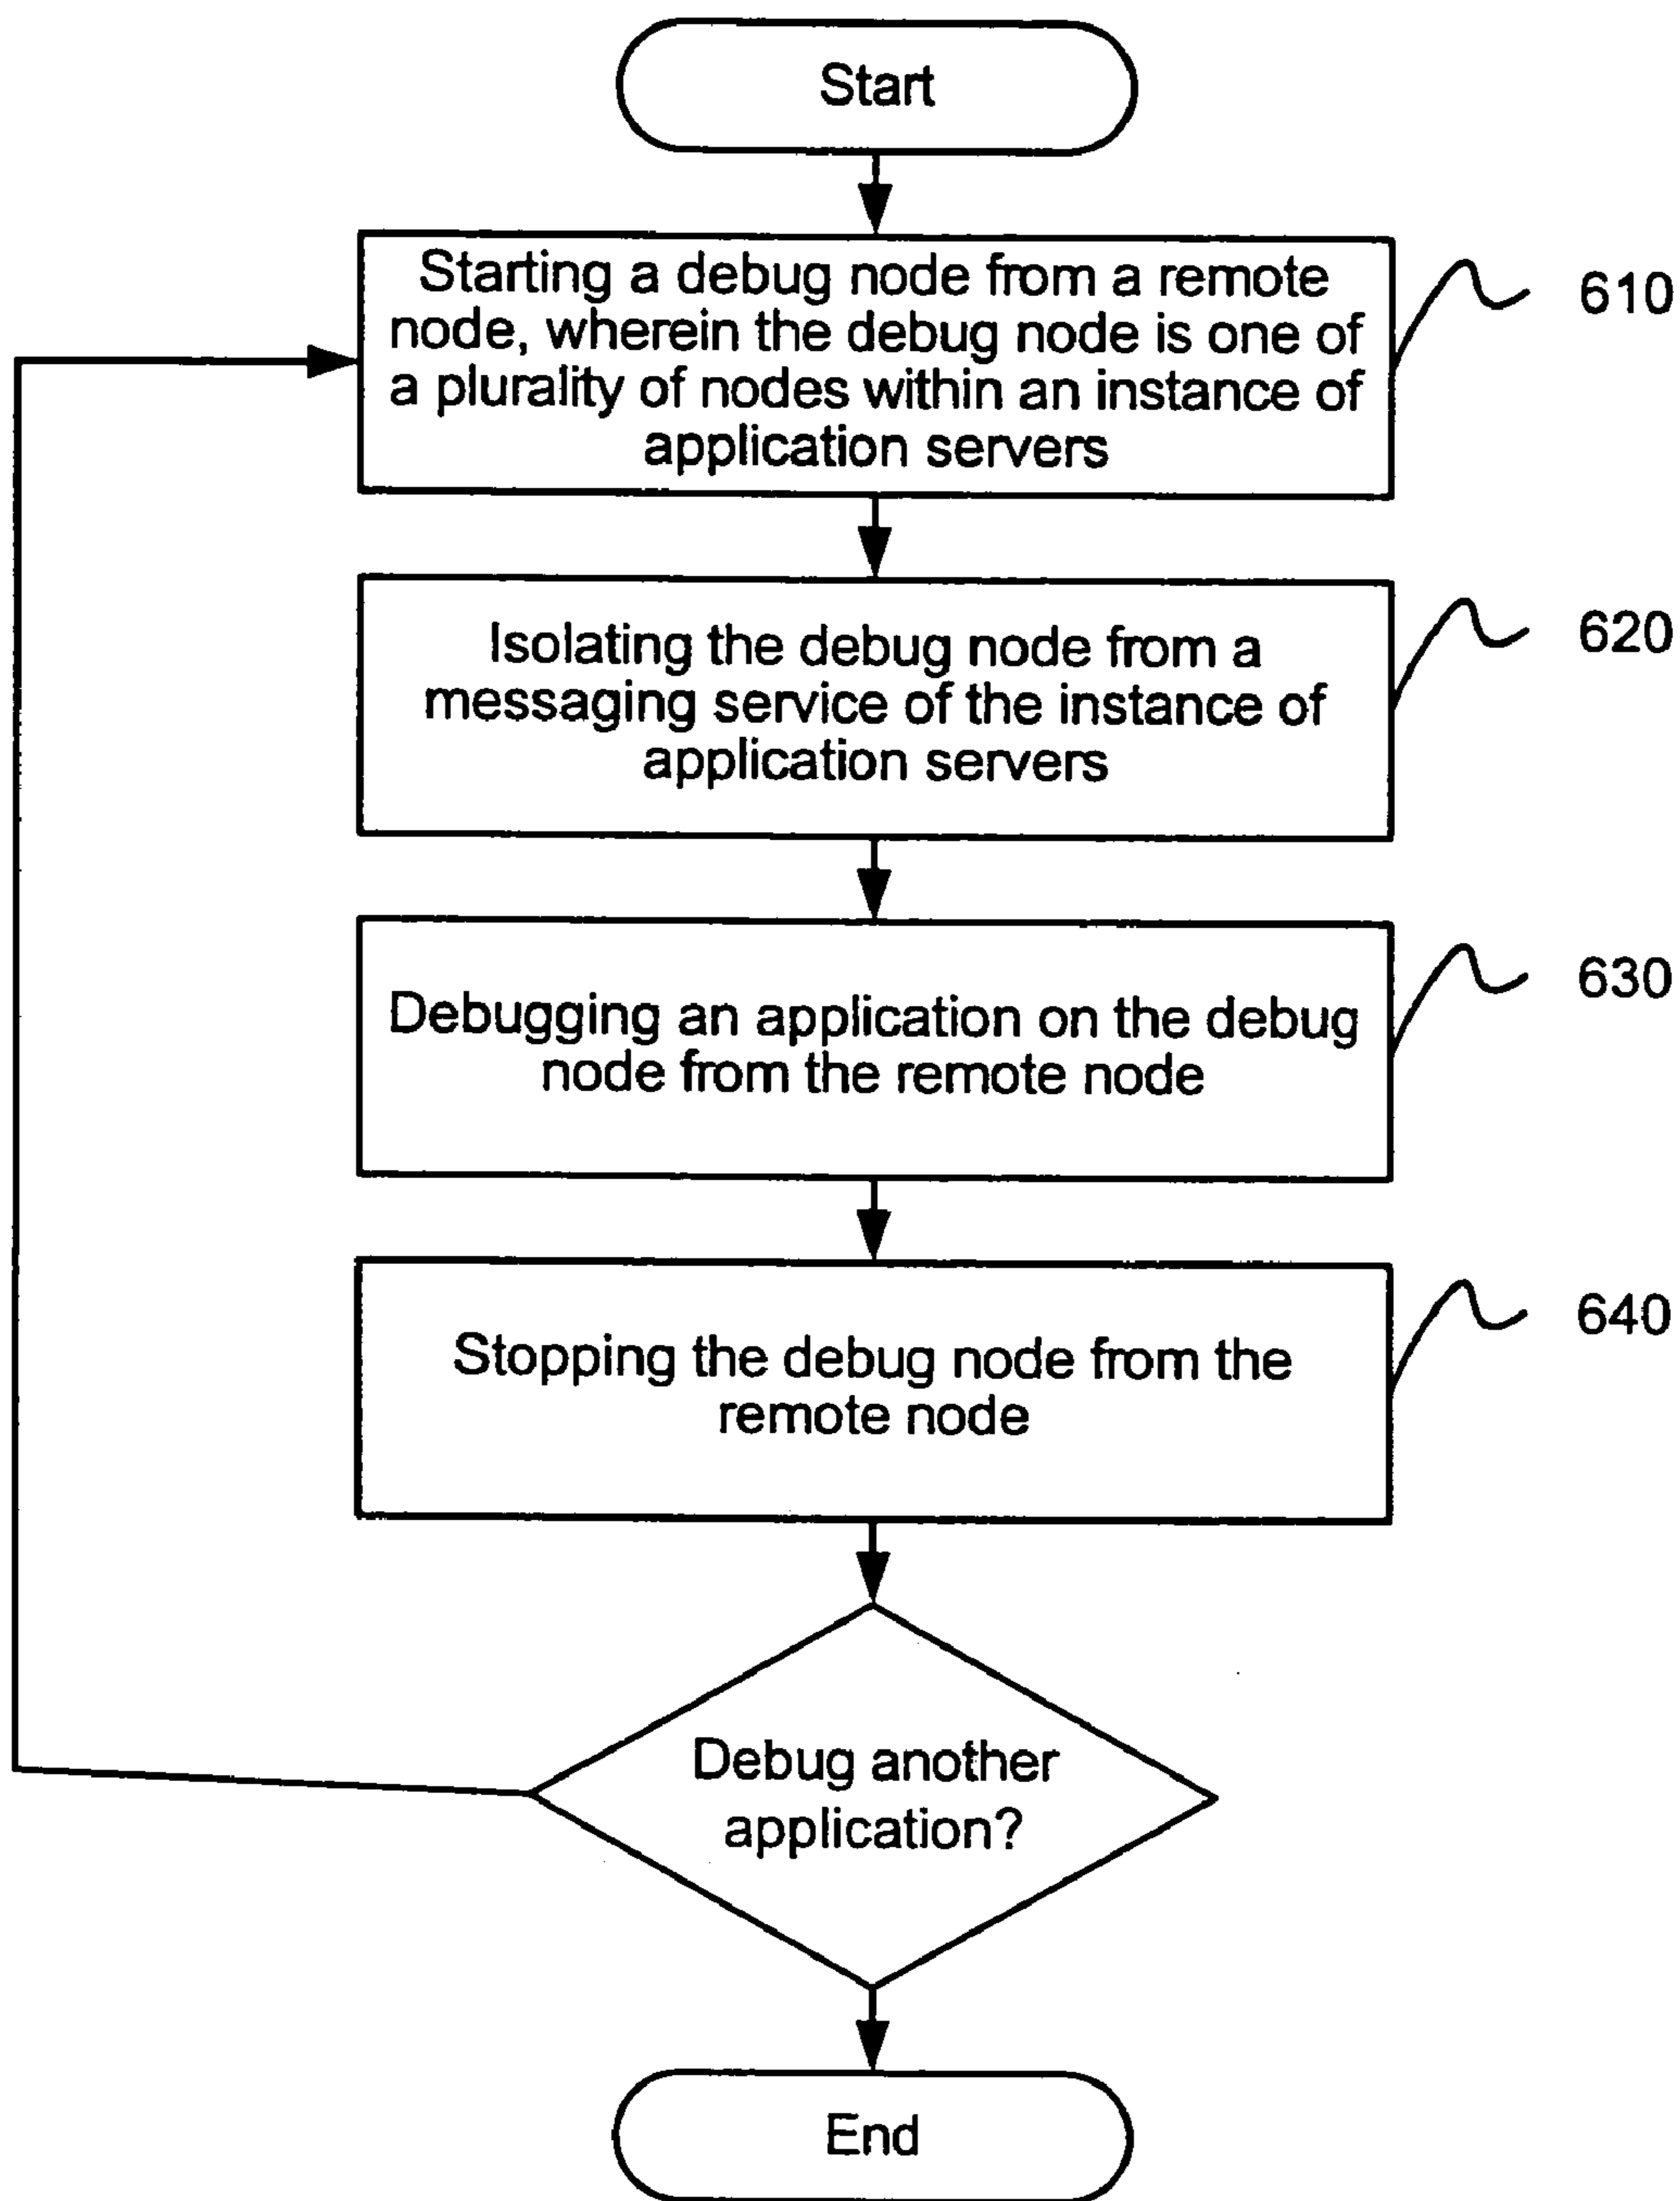 Start
Starting a debug node from a remote
node, wherein the debug node is one of
a plurality of nodes within an instance of
application servers
610
Isolating the debug node from a
messaging service of the instance of
application servers
620
Debugging an application on the debug
node from the remote node
630
Stopping the debug node from the
remote node
640
Debug another
application?
End